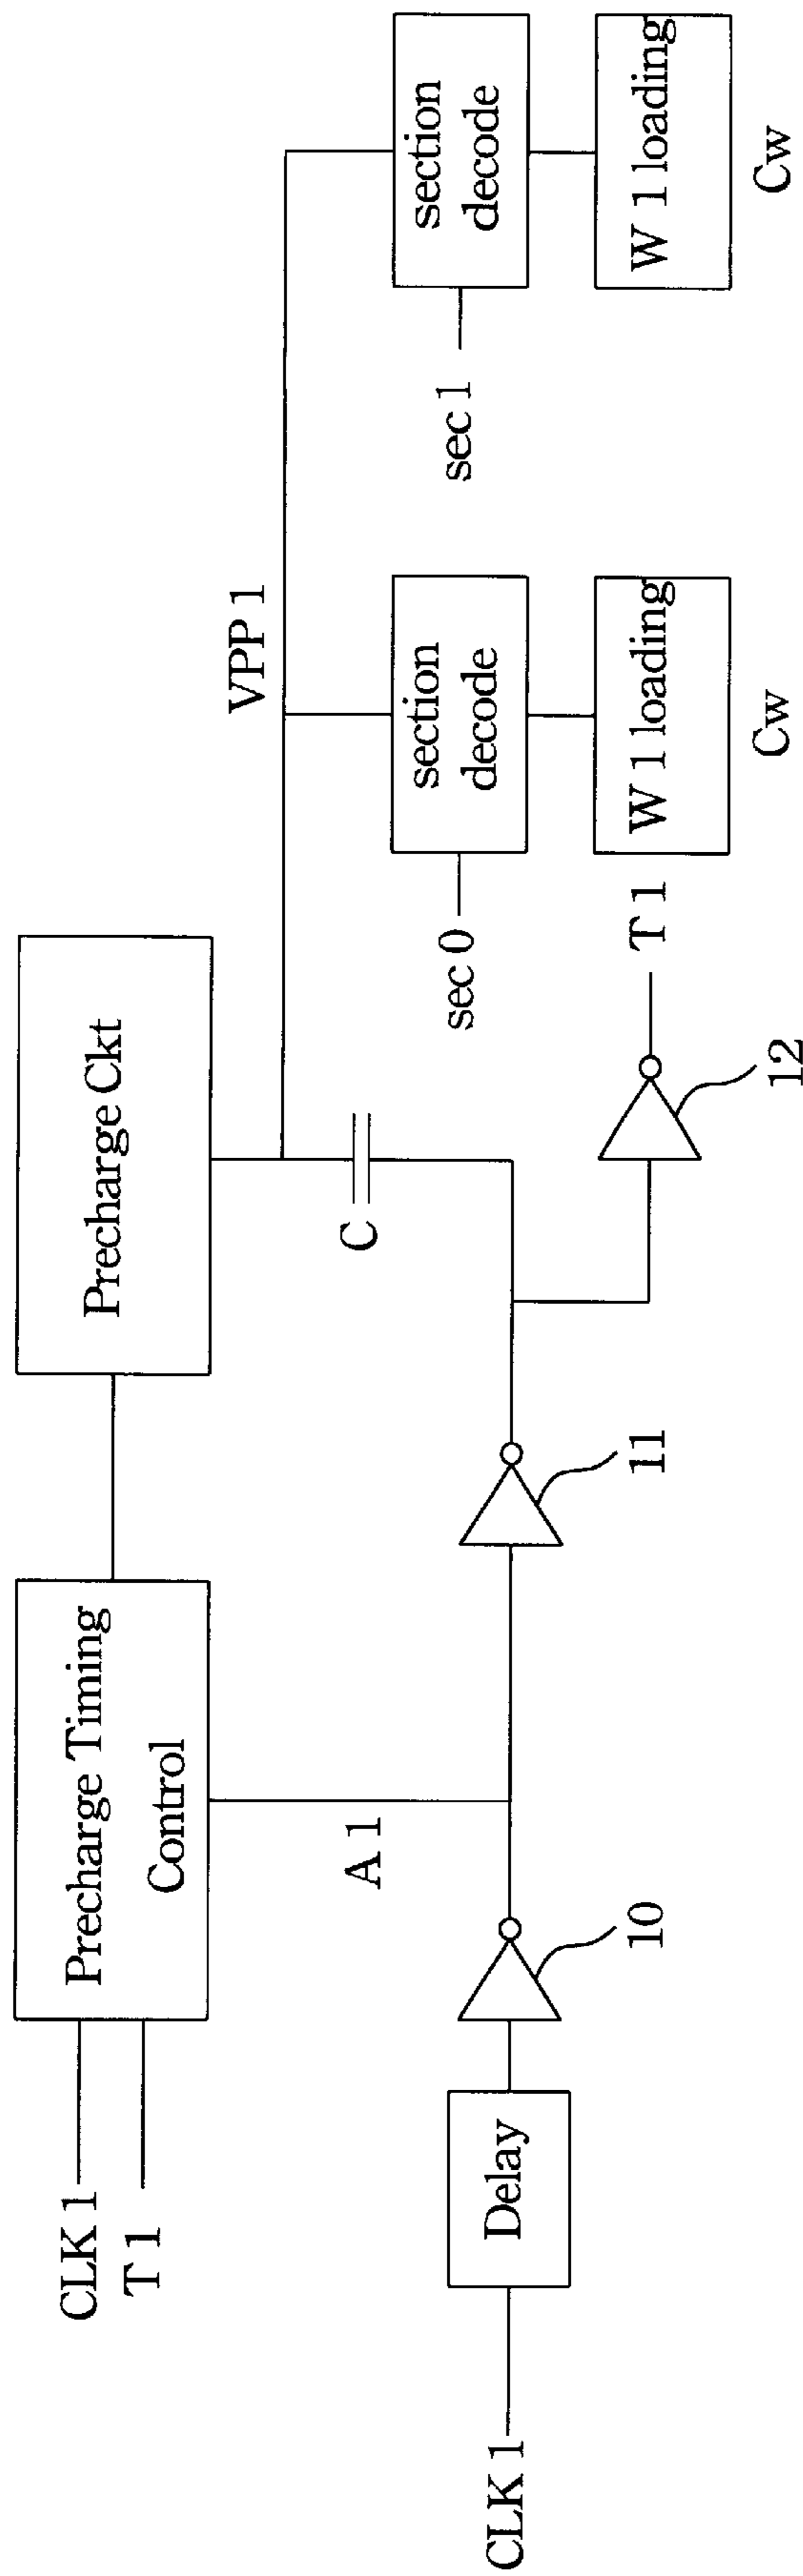 CLK 1
T 1
Precharge Timing
Control
Precharge Ckt
VPP 1
A 1
C
CLK 1
Delay
10
11
12
T 1
sec 0
section
decode
W 1 loading
Cw
sec 1
section
decode
W 1 loading
Cw